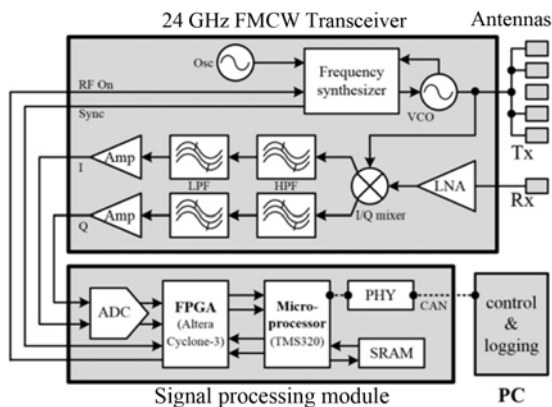 24 GHz FMCW Transceiver
Antennas
Osc
Frequency
synthesizer
RF On
Sync
VCO
Tx
I
Amp
LPF
HPF
I/Q mixer
LNA
Rx
Q
Amp
ADC
FPGA
(Altera
Cyclone-3)
Micro-
processor
(TMS320)
PHY
CAN
SRAM
control
&
logging
Signal processing module
PC